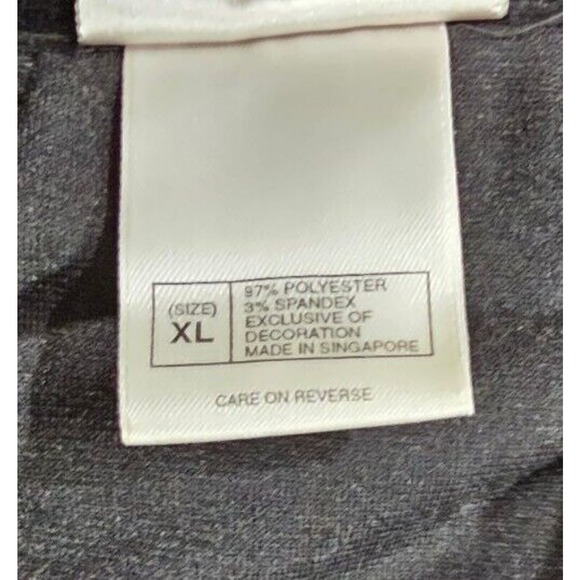 (SIZE)
XL
97% POLYESTER
3% SPANDEX
EXCLUSIVE OF
DECORATION
MADE IN SINGAPORE
CARE ON REVERSE